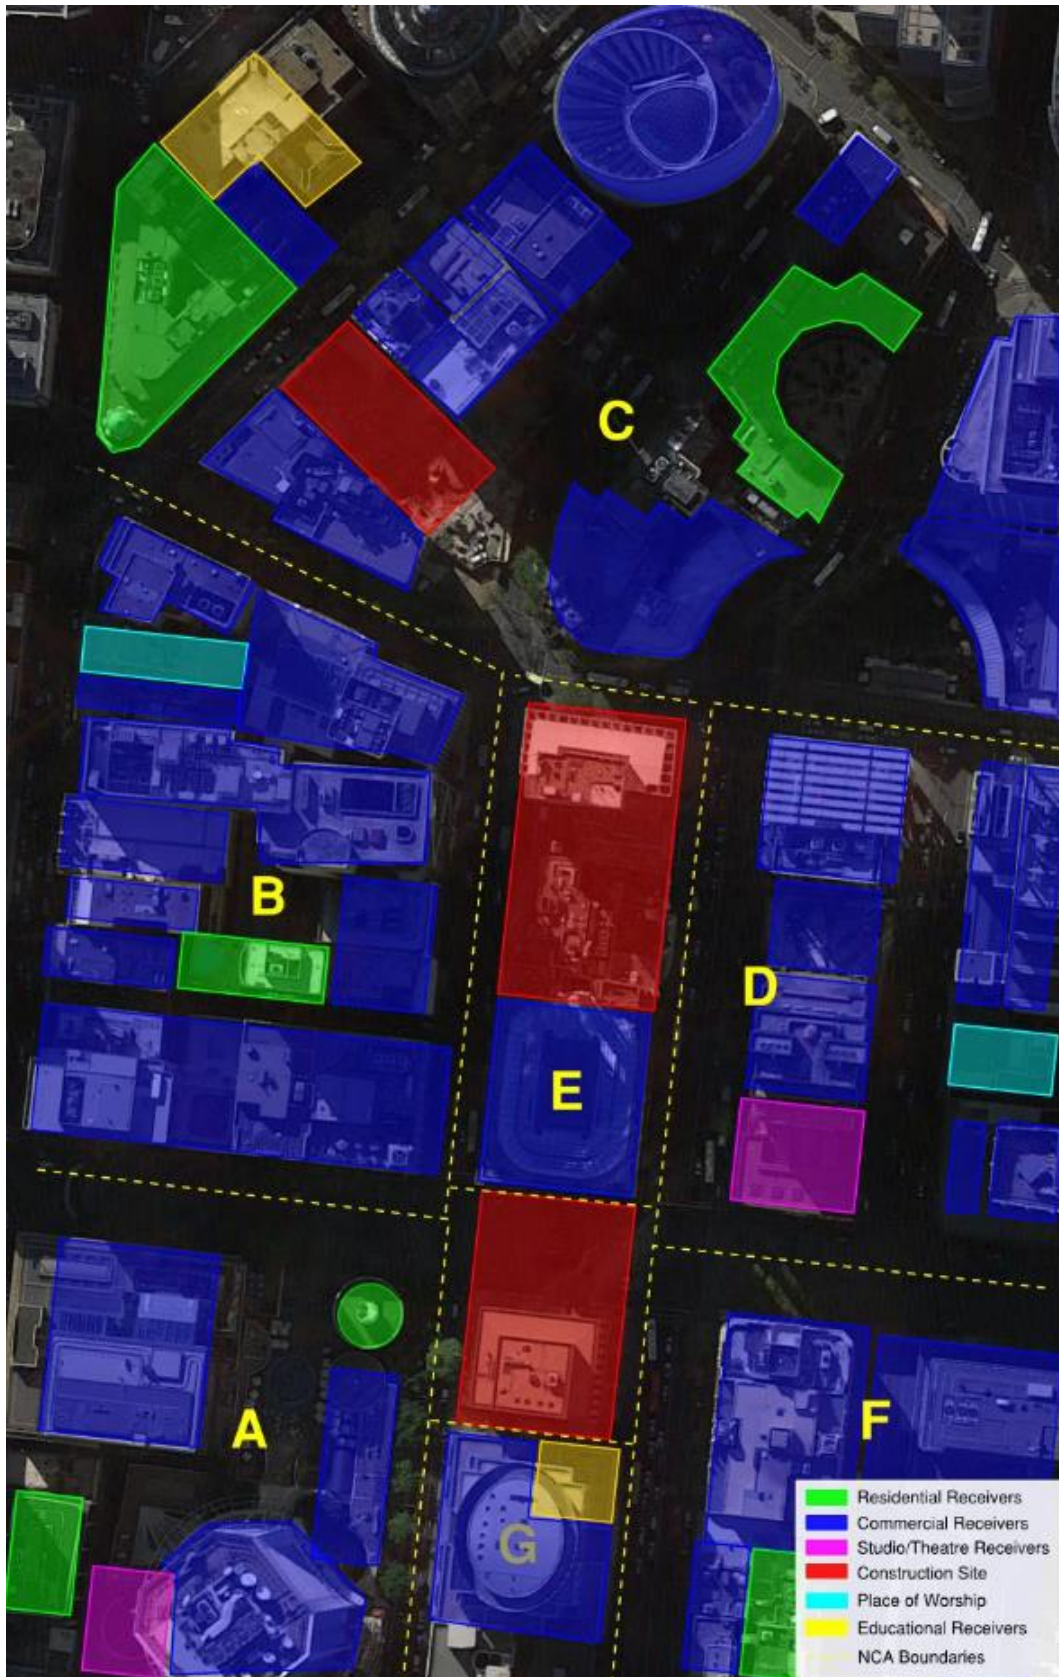 C
B
D
E
A
F
G
Residential Receivers
Commercial Receivers
Studio/Theatre Receivers
Construction Site
Place of Worship
Educational Receivers
NCA Boundaries